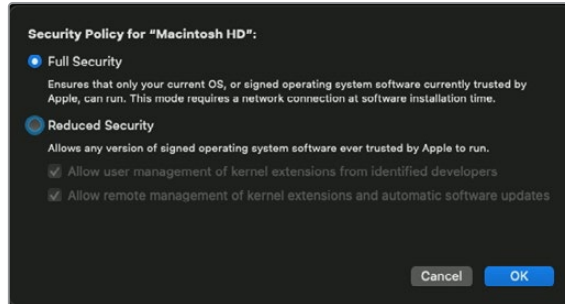 Security Policy for “Macintosh HD”:
Full Security
Ensures that only your current OS, or signed operating system software currently trusted by
Apple, can run. This mode requires a network connection at software installation time.
Reduced Security
Allows any version of signed operating system software ever trusted by Apple to run.
Allow user management of kernel extensions from identified developers
Allow remote management of kernel extensions and automatic software updates
Cancel OK